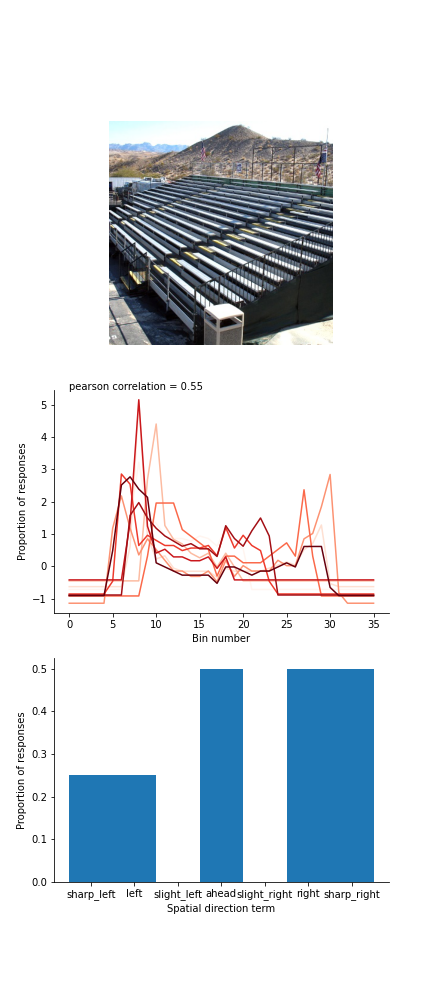 pearson correlation = 0.55
Proportion of responses
5
4
3
2
1
0
−1
0 5 10 15 20 25 30 35
Bin number
Proportion of responses
0.5
0.4
0.3
0.2
0.1
0.0
sharp_left left slight_left ahead slight_right right sharp_right
Spatial direction term